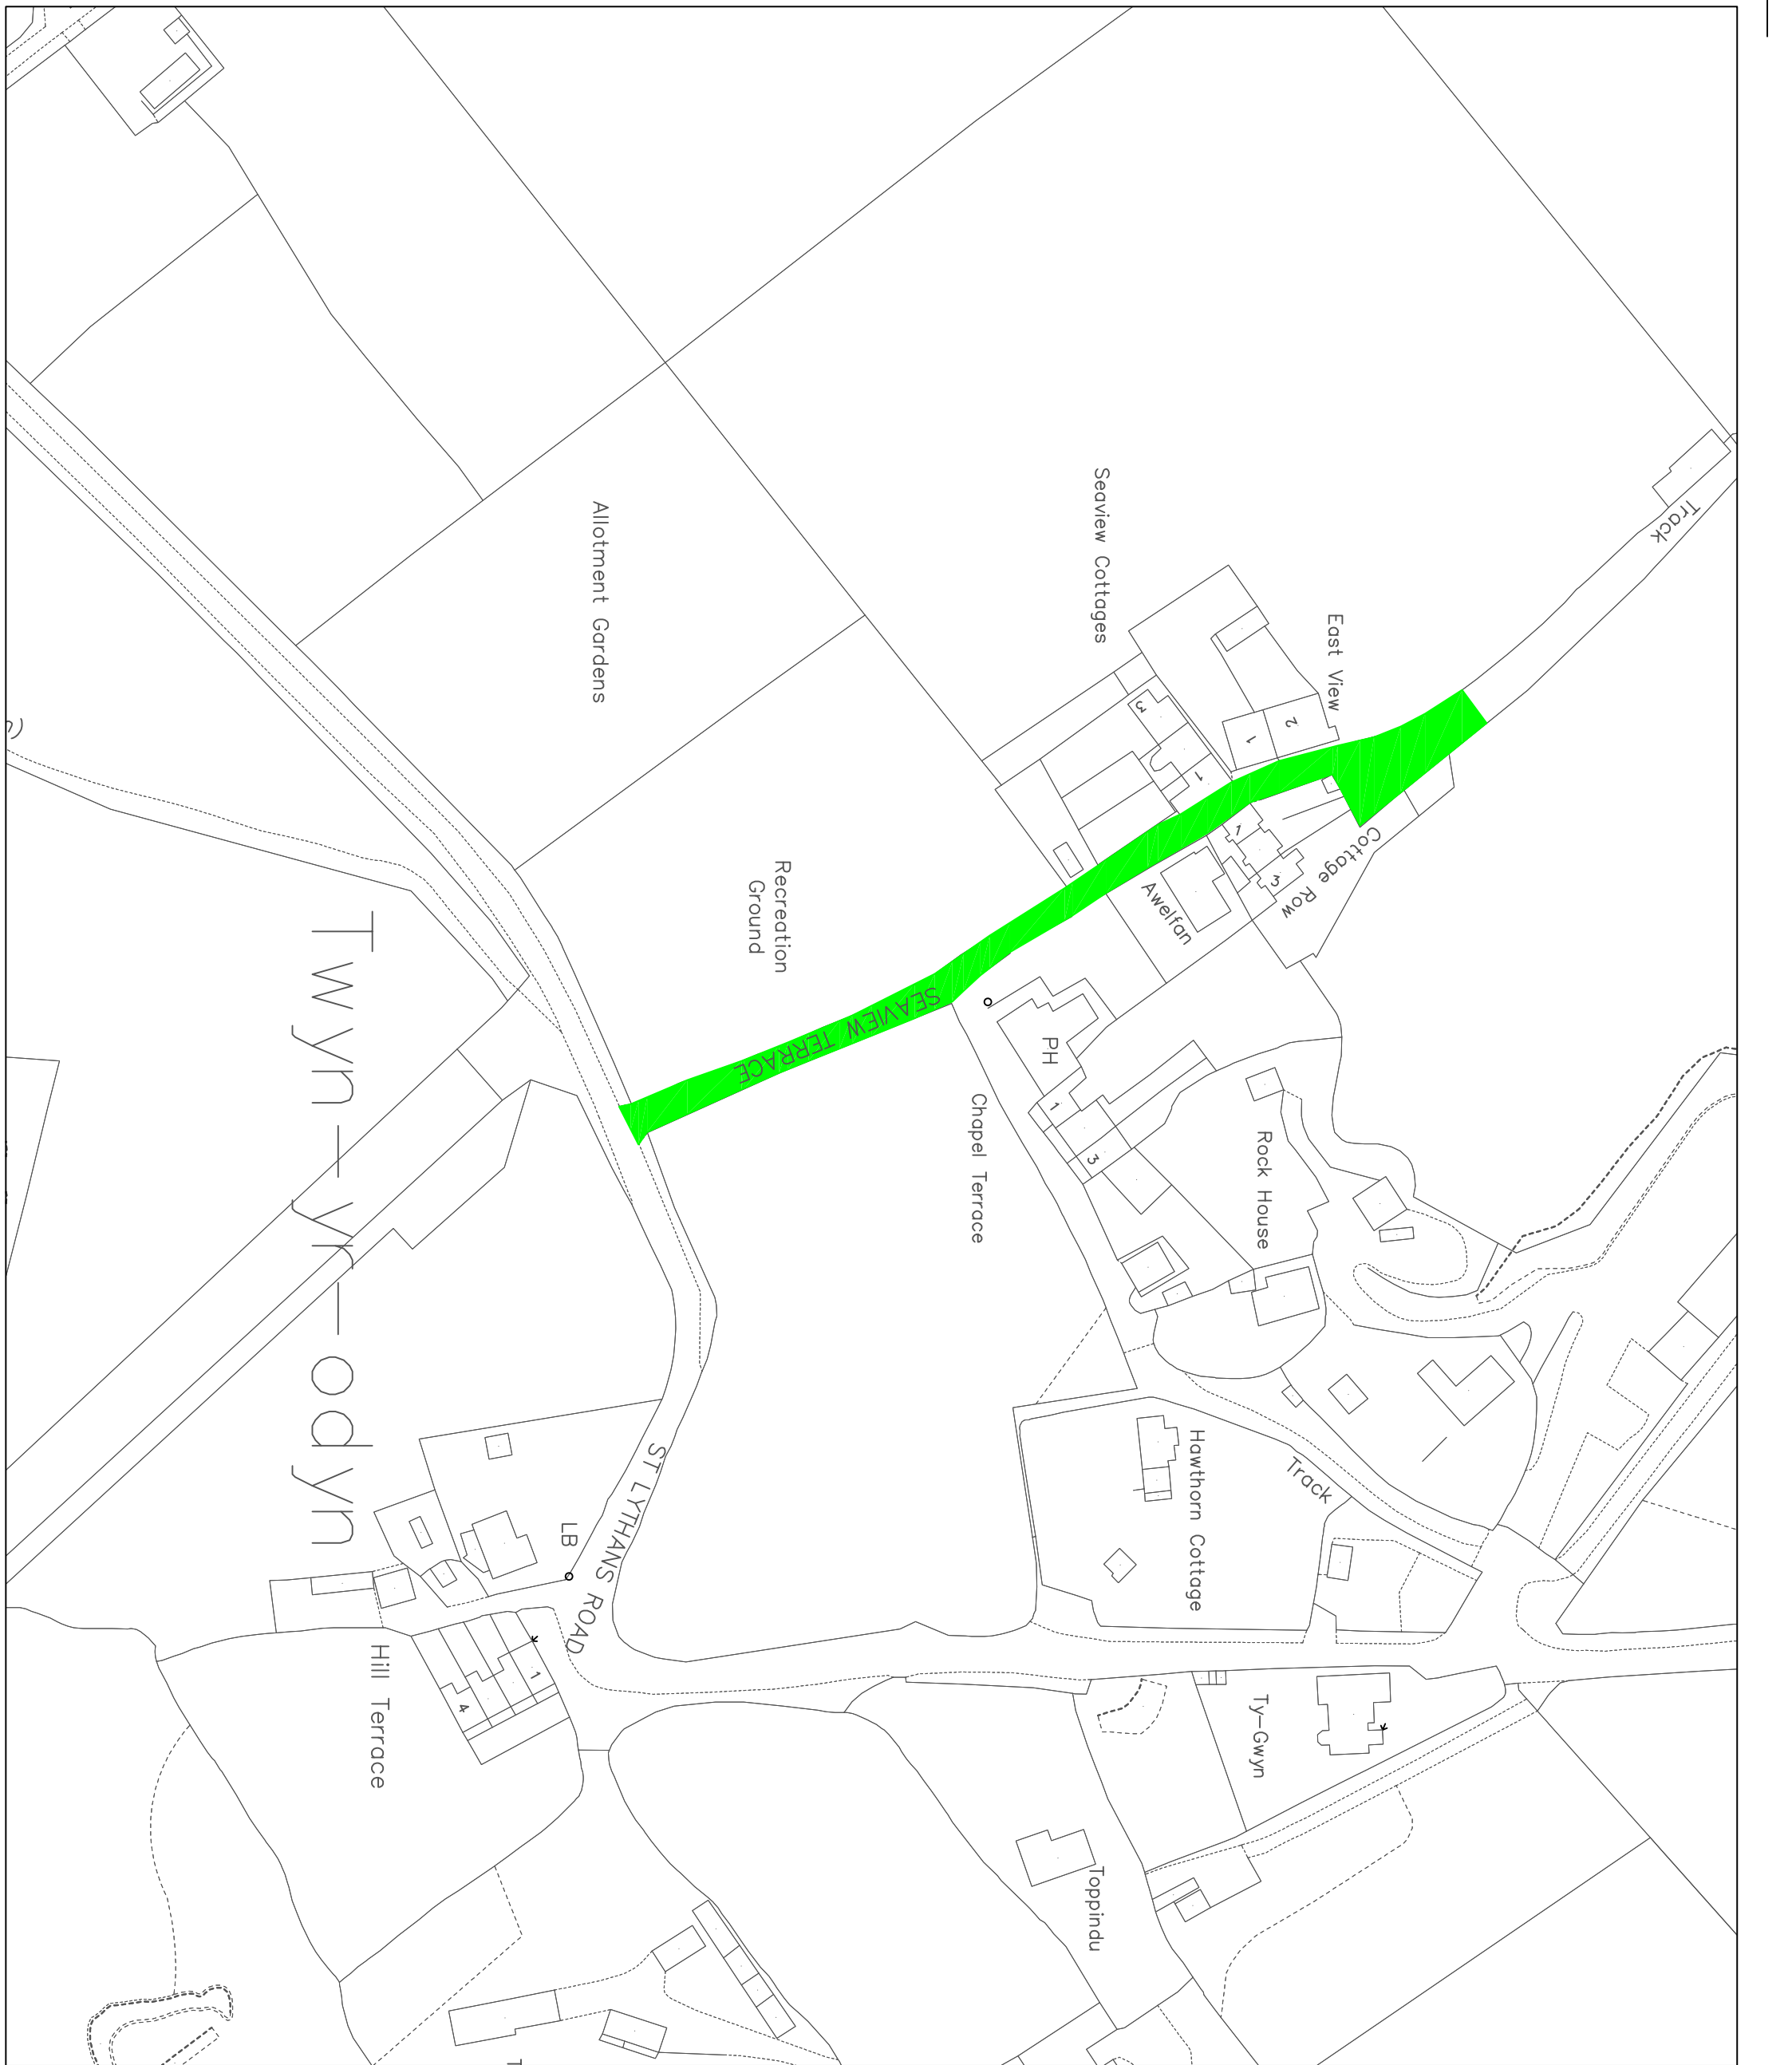 Track
Seaview Cottages
East View
3
1
1
2
1
3
Cottage Row
Awelfan
Allotment Gardens
Recreation
Ground
SEAVIEW TERRACE
PH
1
3
Chapel Terrace
Rock House
Twyn-yr-odyn
Hawthorn Cottage
Track
ST LYTHANS ROAD
LB
1
4
Hill Terrace
Ty-Gwyn
Toppindu